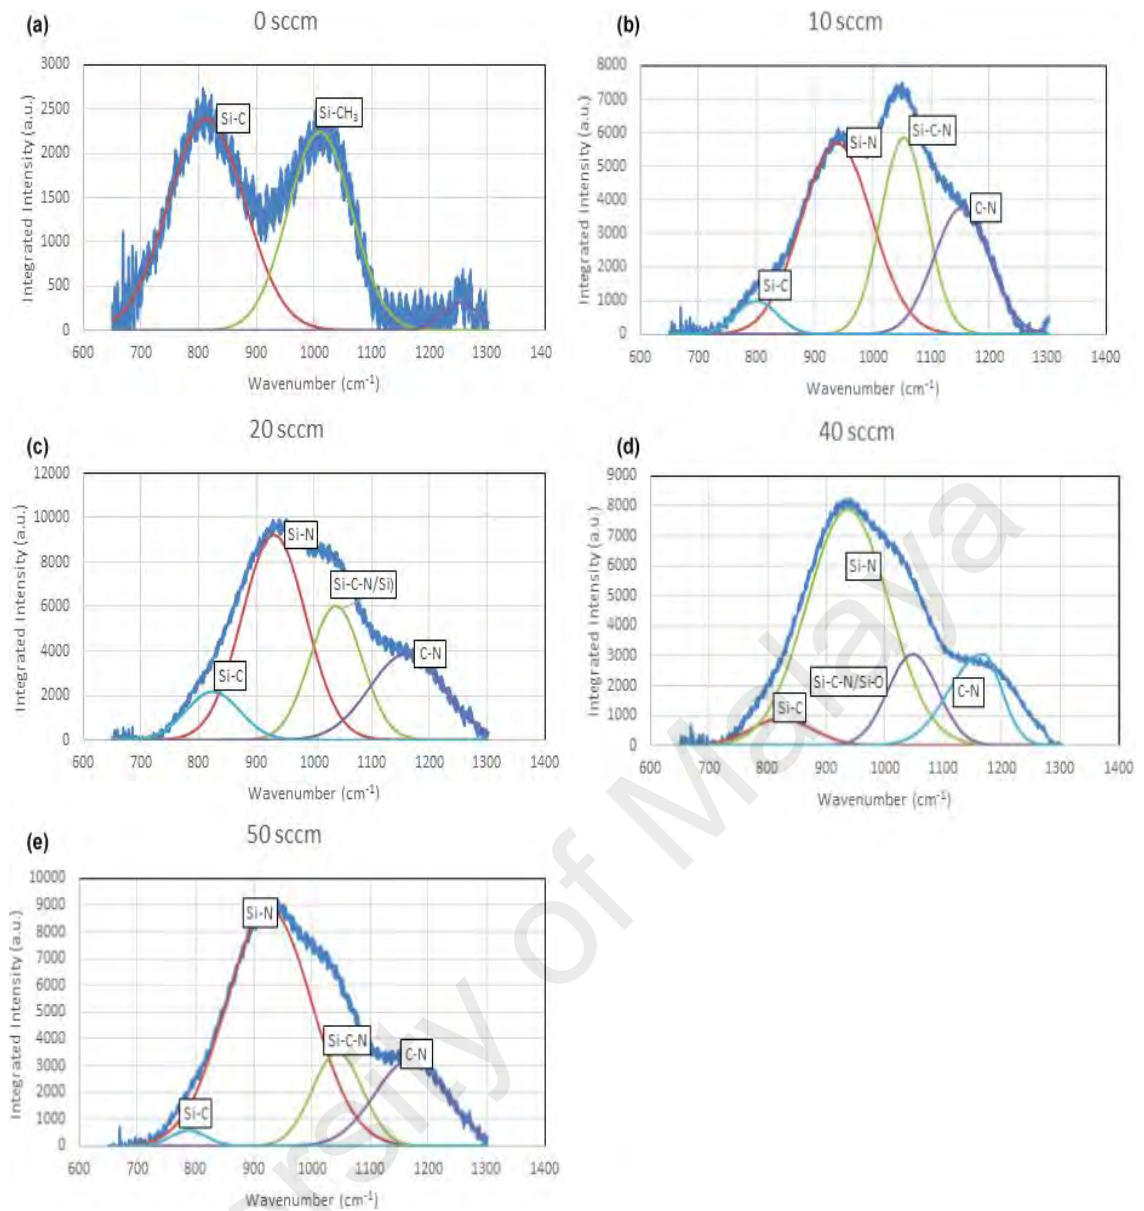 (a)
0 sccm
Integrated Intensity (a.u.)
3000
2500
2000
1500
1000
500
0
Si-C
Si-CH₃
600 700 800 900 1000 1100 1200 1300 140
Wavenumber (cm⁻¹)
(b)
10 sccm
Integrated Intensity (a.u.)
8000
7000
6000
5000
4000
3000
2000
1000
0
Si-C
Si-N
Si-C-N
C-N
600 700 800 900 1000 1100 1200 1300 1400
Wavenumber (cm⁻¹)
(c)
20 sccm
Integrated Intensity (a.u.)
12000
10000
8000
6000
4000
2000
0
Si-C
Si-N
Si-C-N/Si)
C-N
600 700 800 900 1000 1100 1200 1300 1400
Wavenumber (cm⁻¹)
(d)
40 sccm
Integrated Intensity (a.u.)
9000
8000
7000
6000
5000
4000
3000
2000
1000
0
Si-N
Si-C-N/Si-O
Si-C
C-N
600 700 800 900 1000 1100 1200 1300 1400
Wavenumber (cm⁻¹)
(e)
50 sccm
Integrated Intensity (a.u.)
10000
9000
8000
7000
6000
5000
4000
3000
2000
1000
0
Si-N
Si-C-N
C-N
Si-C
600 700 800 900 1000 1100 1200 1300 1400
Wavenumber (cm⁻¹)
ersity of Malaya